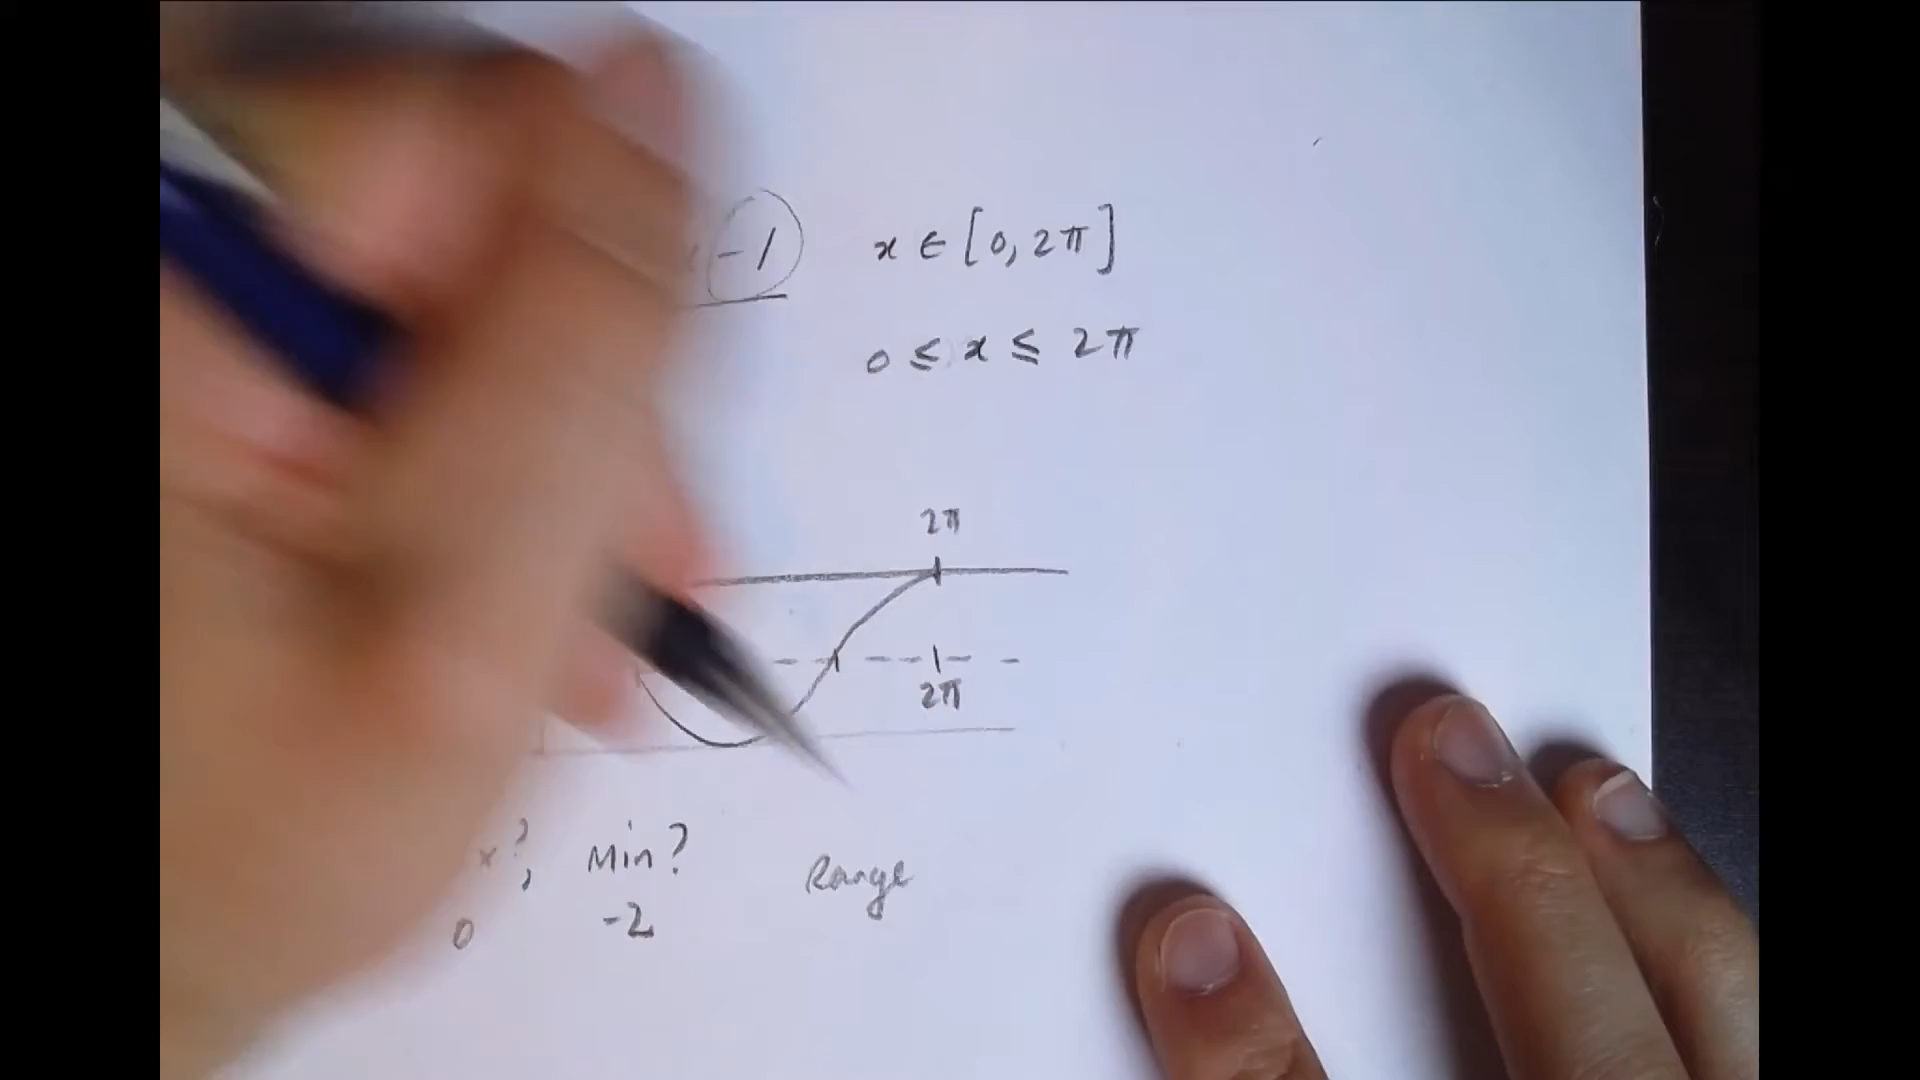 -1 x ∈ [0, 2π]
0 ≤ x ≤ 2π
2π
2π
x?, Min? Range
0 -2